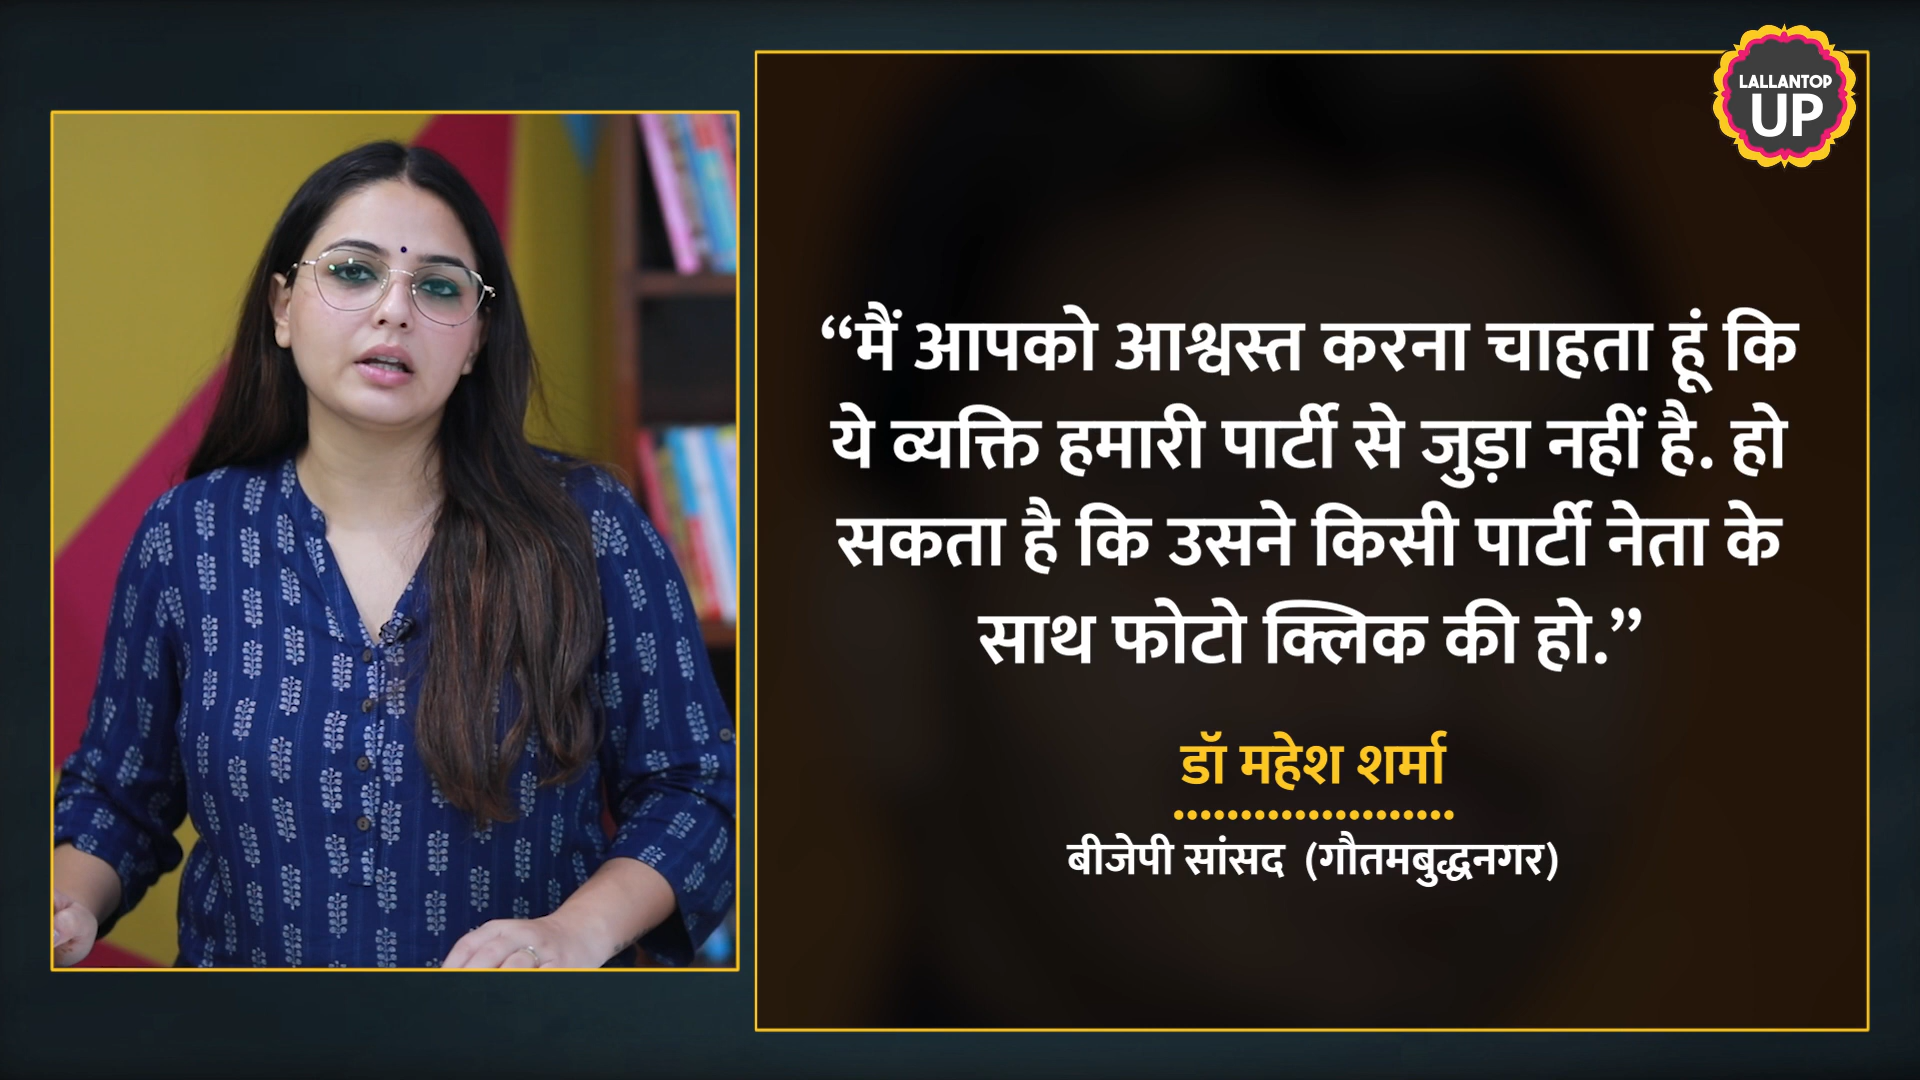 LALLANTOP
UP
“मैं आपको आश्वस्त करना चाहता हूं कि
ये व्यक्ति हमारी पार्टी से जुड़ा नहीं है. हो
सकता है कि उसने किसी पार्टी नेता के
साथ फोटो क्लिक की हो.”
डॉ महेश शर्मा
बीजेपी सांसद (गौतमबुद्धनगर)